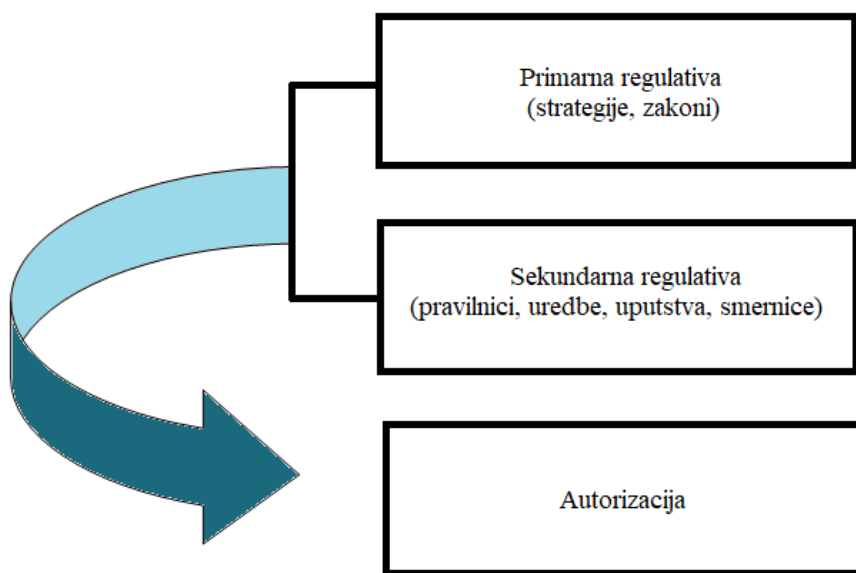 Primarna regulativa
(strategije, zakoni)
Sekundarna regulativa
(pravilnici, uredbe, uputstva, smernice)
Autorizacija